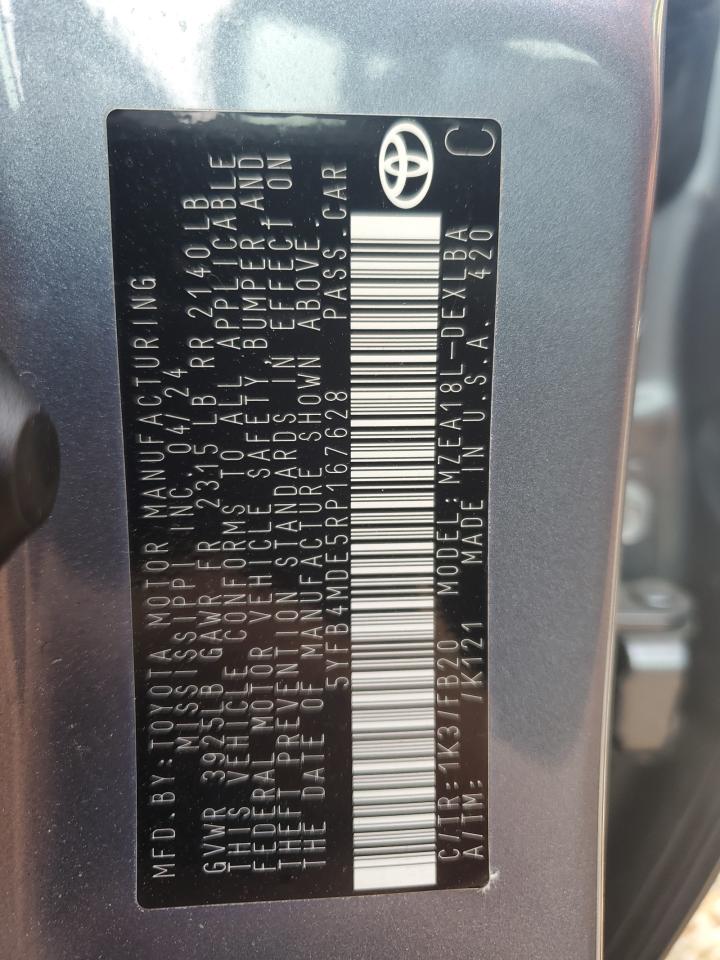 MFD.BY:TOYOTA MOTOR MANUFACTURING
MISSISSIPPI INC 04/24
GVWR 3925LB GAWR FR 2315 LB RR 2140LB
THIS VEHICLE CONFORMS TO ALL APPLICABLE
FEDERAL MOTOR VEHICLE SAFETY,BUMPER,AND
THEFT PREVENTION STANDARDS IN EFFECT ON
THE DATE OF MANUFACTURE SHOWN ABOVE.
5YFB4MDE5RP167628 PASS.CAR
C/TR:1K3/FB20 MODEL:MZEA18L-DEXLBA
A/TM: /K121 MADE IN U.S.A. 420
C